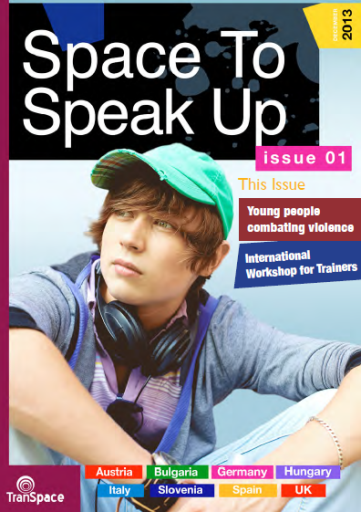 2013
Space To
Speak Up
issue 01
This Issue
Young people
combating violence
International
Workshop for Trainers
Austria
Bulgaria
Germany
Hungary
Italy
Slovenia
Spain
UK
TranSpace